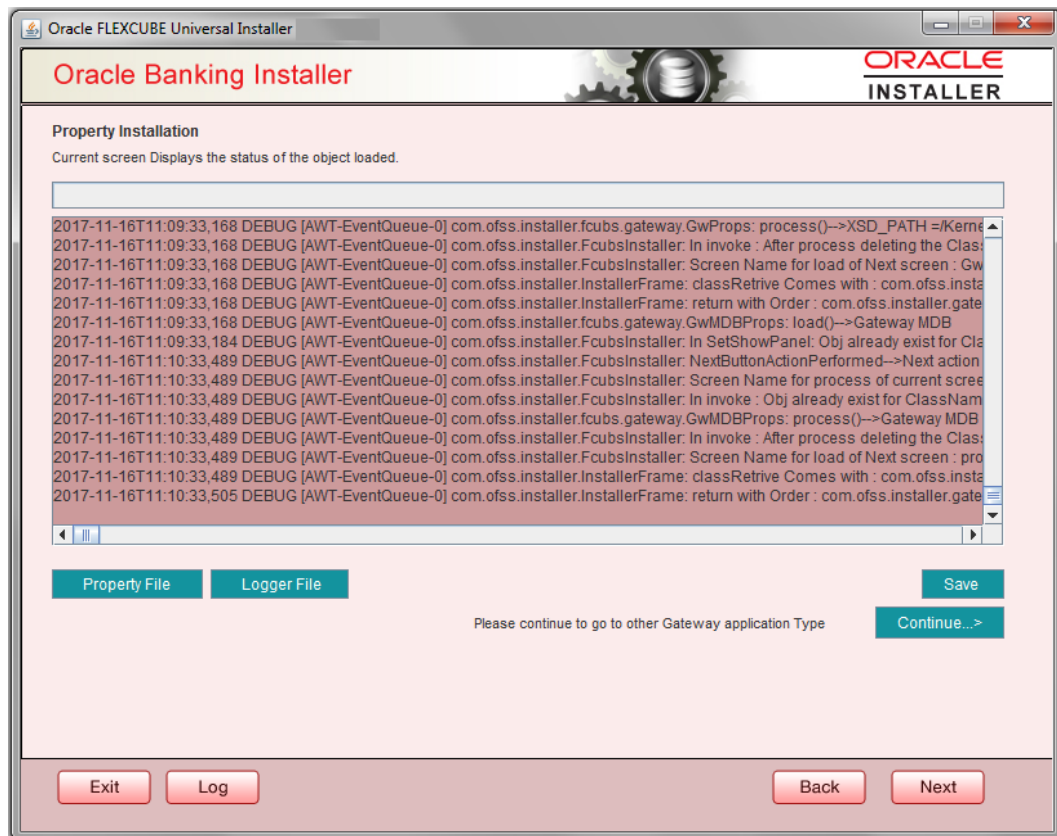 Oracle FLEXCUBE Universal Installer
Oracle Banking Installer
ORACLE
INSTALLER
Property Installation
Current screen Displays the status of the object loaded.
2017-11-16T11:09:33,168 DEBUG [AWT-EventQueue-0] com.ofss.installer.fcubs.gateway.GwProps: process()-->XSD_PATH =/Kerne
2017-11-16T11:09:33,168 DEBUG [AWT-EventQueue-0] com.ofss.installer.FcubsInstaller: In invoke : After process deleting the Clas
2017-11-16T11:09:33,168 DEBUG [AWT-EventQueue-0] com.ofss.installer.FcubsInstaller: Screen Name for load of Next screen : Gw
2017-11-16T11:09:33,168 DEBUG [AWT-EventQueue-0] com.ofss.installer.InstallerFrame: classRetrive Comes with : com.ofss.insta
2017-11-16T11:09:33,168 DEBUG [AWT-EventQueue-0] com.ofss.installer.InstallerFrame: return with Order : com.ofss.installer.gate
2017-11-16T11:09:33,168 DEBUG [AWT-EventQueue-0] com.ofss.installer.fcubs.gateway.GwMDBProps: load()-->Gateway MDB
2017-11-16T11:09:33,184 DEBUG [AWT-EventQueue-0] com.ofss.installer.FcubsInstaller: In SetShowPanel: Obj already exist for Cla
2017-11-16T11:10:33,489 DEBUG [AWT-EventQueue-0] com.ofss.installer.FcubsInstaller: NextButtonActionPerformed-->Next action
2017-11-16T11:10:33,489 DEBUG [AWT-EventQueue-0] com.ofss.installer.FcubsInstaller: Screen Name for process of current scree
2017-11-16T11:10:33,489 DEBUG [AWT-EventQueue-0] com.ofss.installer.FcubsInstaller: In invoke : Obj already exist for ClassNam
2017-11-16T11:10:33,489 DEBUG [AWT-EventQueue-0] com.ofss.installer.fcubs.gateway.GwMDBProps: process()-->Gateway MDB
2017-11-16T11:10:33,489 DEBUG [AWT-EventQueue-0] com.ofss.installer.FcubsInstaller: In invoke : After process deleting the Clas
2017-11-16T11:10:33,489 DEBUG [AWT-EventQueue-0] com.ofss.installer.FcubsInstaller: Screen Name for load of Next screen : pro
2017-11-16T11:10:33,489 DEBUG [AWT-EventQueue-0] com.ofss.installer.InstallerFrame: classRetrive Comes with : com.ofss.insta
2017-11-16T11:10:33,505 DEBUG [AWT-EventQueue-0] com.ofss.installer.InstallerFrame: return with Order : com.ofss.installer.gate
Property File Logger File Save
Please continue to go to other Gateway application Type Continue...>
Exit Log Back Next